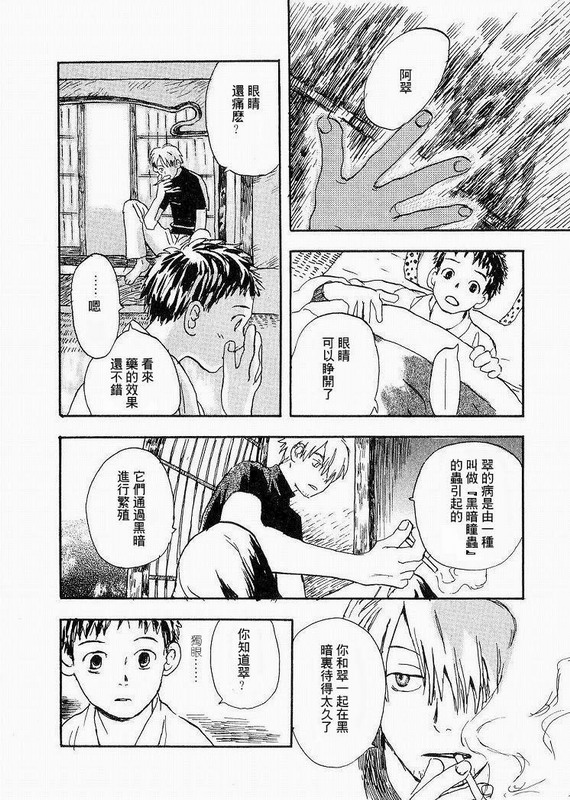 阿翠
眼睛
可以睜開了
眼睛
還痛麽?
……
嗯
看來
藥的效果
還不錯
翠的病是由一種
叫做『黑暗瞳蟲』
的蟲引起的
它們通過黑暗
進行繁殖
你和翠一起在黑
暗裏待得太久了
你知道翠?
獨眼……